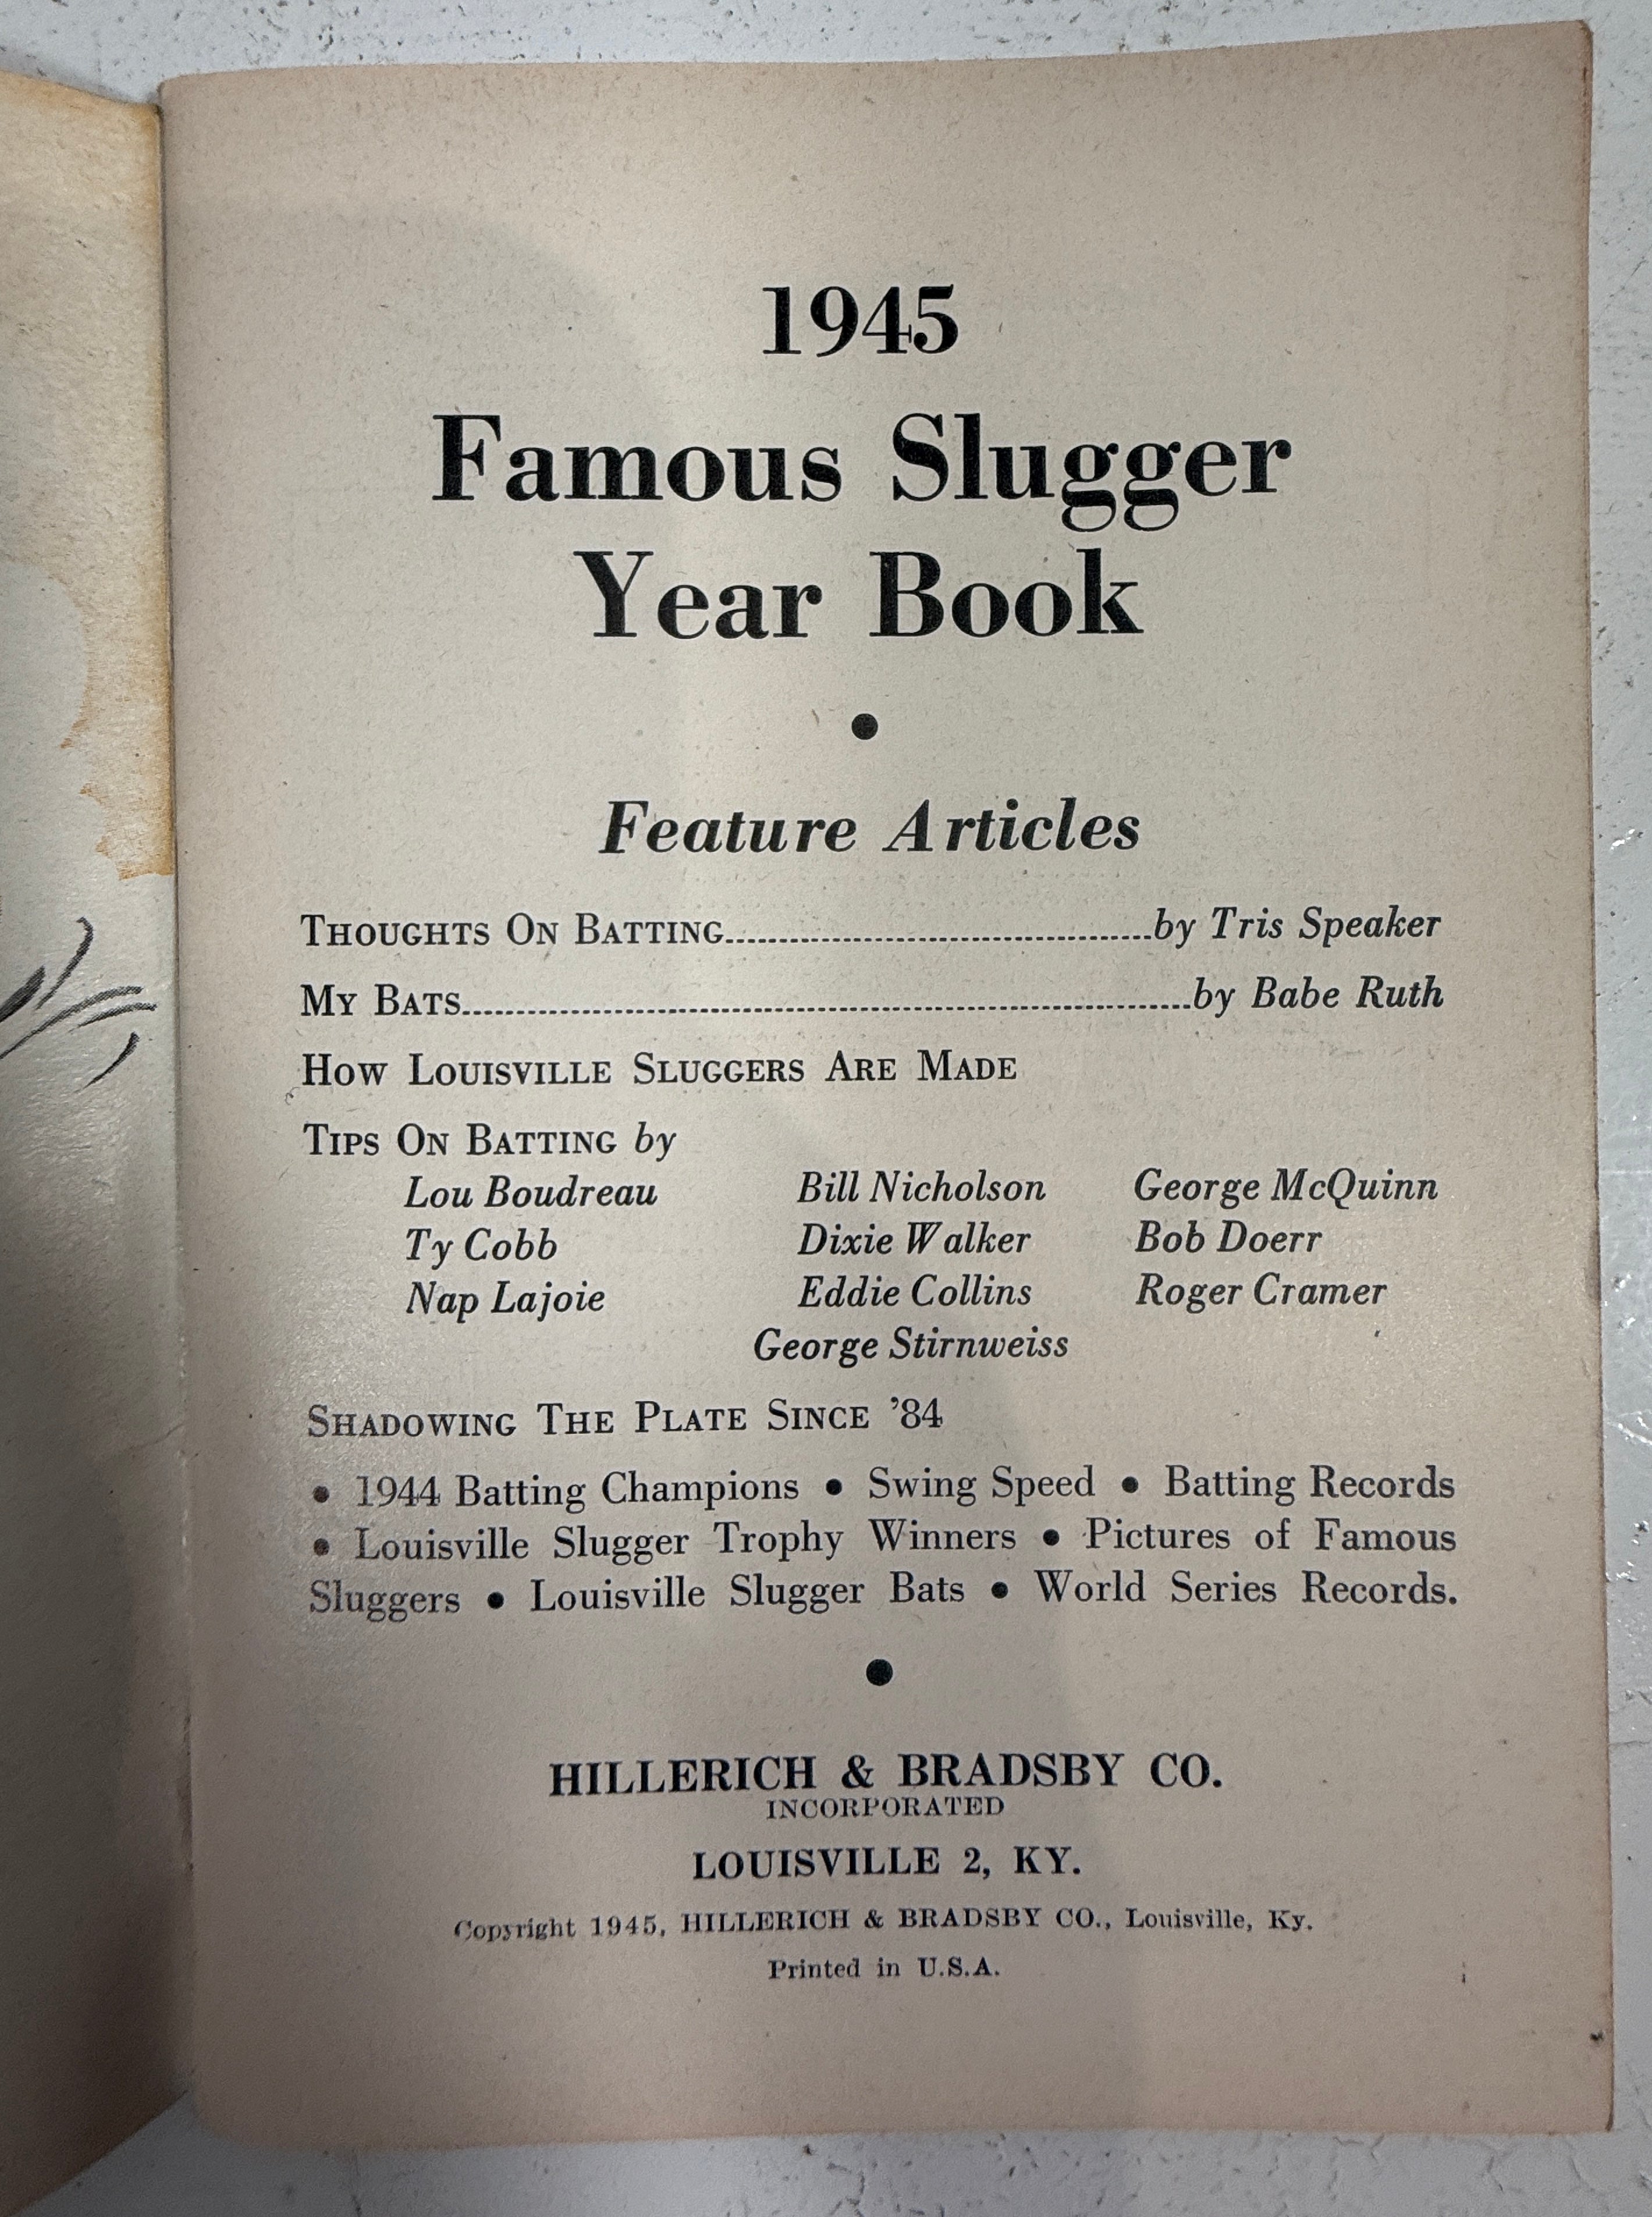 1945
Famous Slugger
Year Book
•
Feature Articles
THOUGHTS ON BATTING........................................by Tris Speaker
MY BATS....................................................................by Babe Ruth
HOW LOUISVILLE SLUGGERS ARE MADE
TIPS ON BATTING by
Lou Boudreau Bill Nicholson George McQuinn
Ty Cobb Dixie Walker Bob Doerr
Nap Lajoie Eddie Collins Roger Cramer
George Stirnweiss
SHADOWING THE PLATE SINCE ’84
• 1944 Batting Champions • Swing Speed • Batting Records
• Louisville Slugger Trophy Winners • Pictures of Famous
Sluggers • Louisville Slugger Bats • World Series Records.
•
HILLERICH & BRADSBY CO.
INCORPORATED
LOUISVILLE 2, KY.
Copyright 1945, HILLERICH & BRADSBY CO., Louisville, Ky.
Printed in U.S.A.